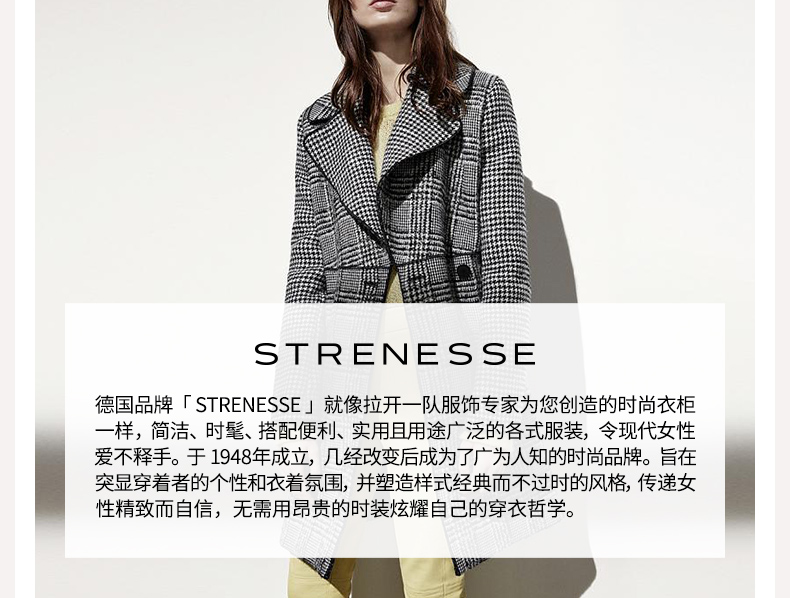 STRENESSE
德国品牌「 STRENESSE 」就像拉开一队服饰专家为您创造的时尚衣柜
一样，简洁、时髦、搭配便利、实用且用途广泛的各式服装，令现代女性
爱不释手。于 1948年成立，几经改变后成为了广为人知的时尚品牌。旨在
突显穿着者的个性和衣着氛围，并塑造样式经典而不过时的风格，传递女
性精致而自信，无需用昂贵的时装炫耀自己的穿衣哲学。